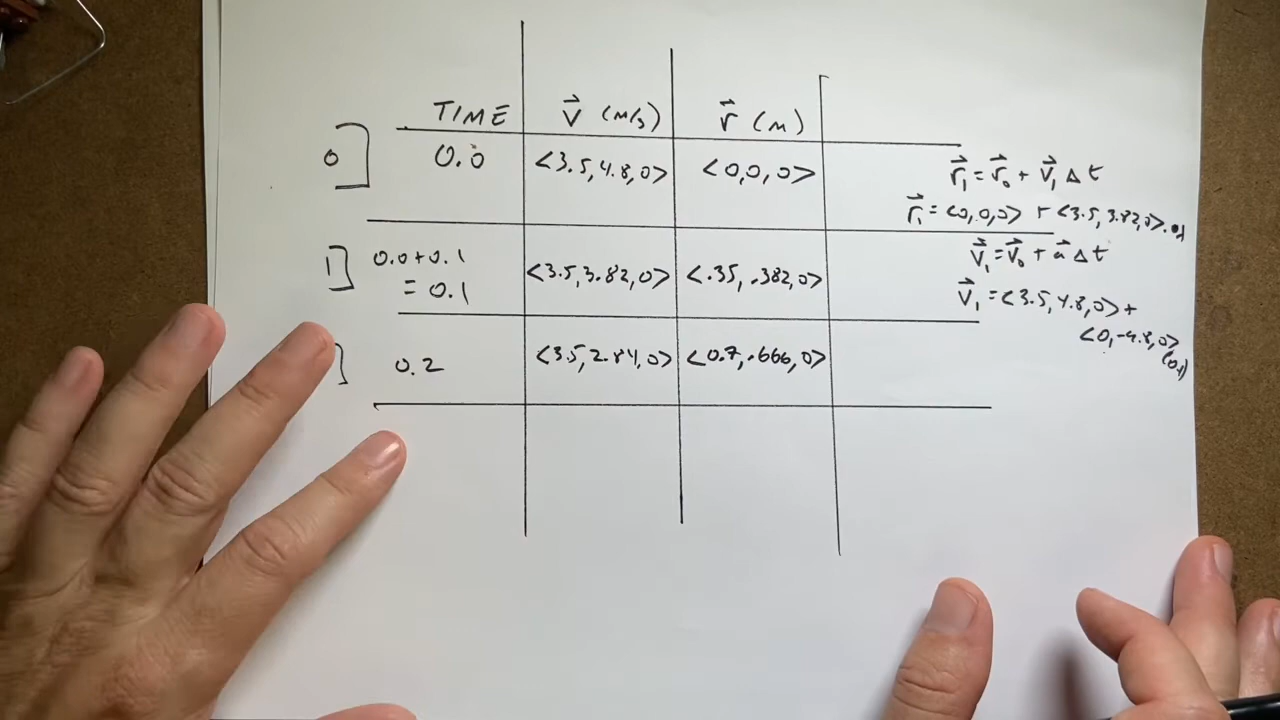 TIME v⃗ (m/s) r⃗ (m)
0] 0.0 <3.5,4.8,0> <0,0,0>
r⃗₁ = r⃗₀ + v⃗₁ Δt
r⃗₁ = <0,0,0> + <3.5,3.82,0>.01
1] 0.0+0.1 <3.5,3.82,0> <.35, .382,0>
= 0.1
v⃗₁ = v⃗₀ + a⃗ Δt
v⃗₁ = <3.5,4.8,0> +
<0,-4.8,0>
(0.1)
] 0.2 <3.5,2.84,0> <0.7, .666,0>